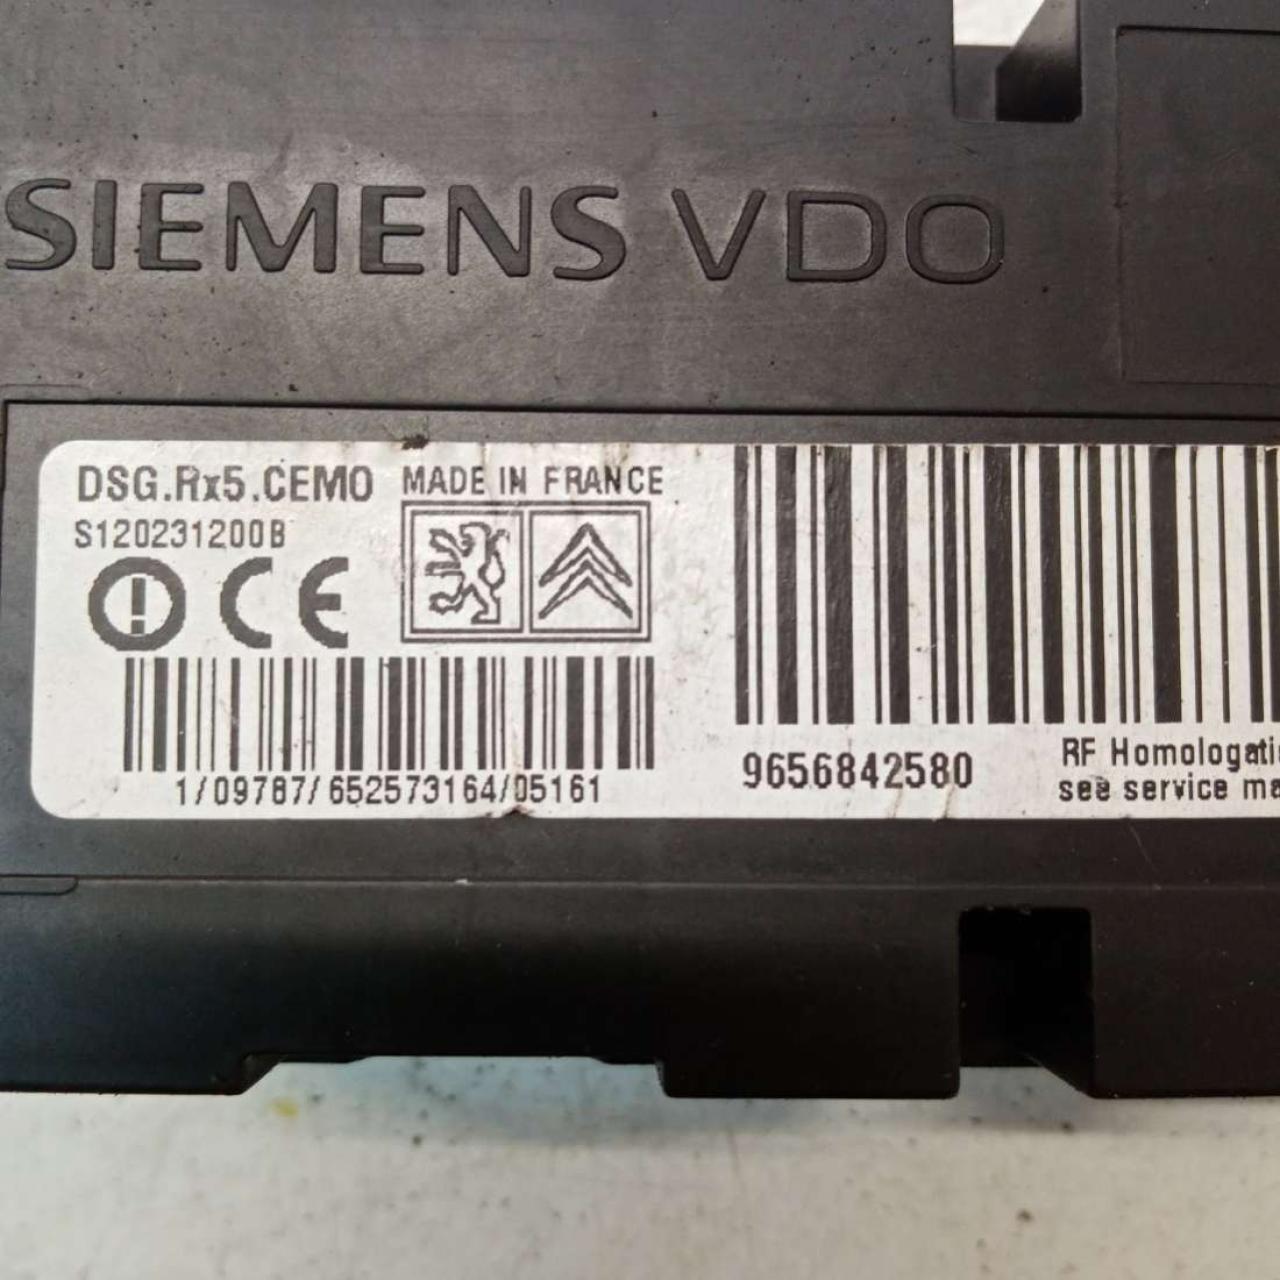 SIEMENS VDO
DSG.Rx5.CEMO MADE IN FRANCE
S120231200B
CE
1/09787/652573164/05161
9656842580
RF Homologati
see service ma